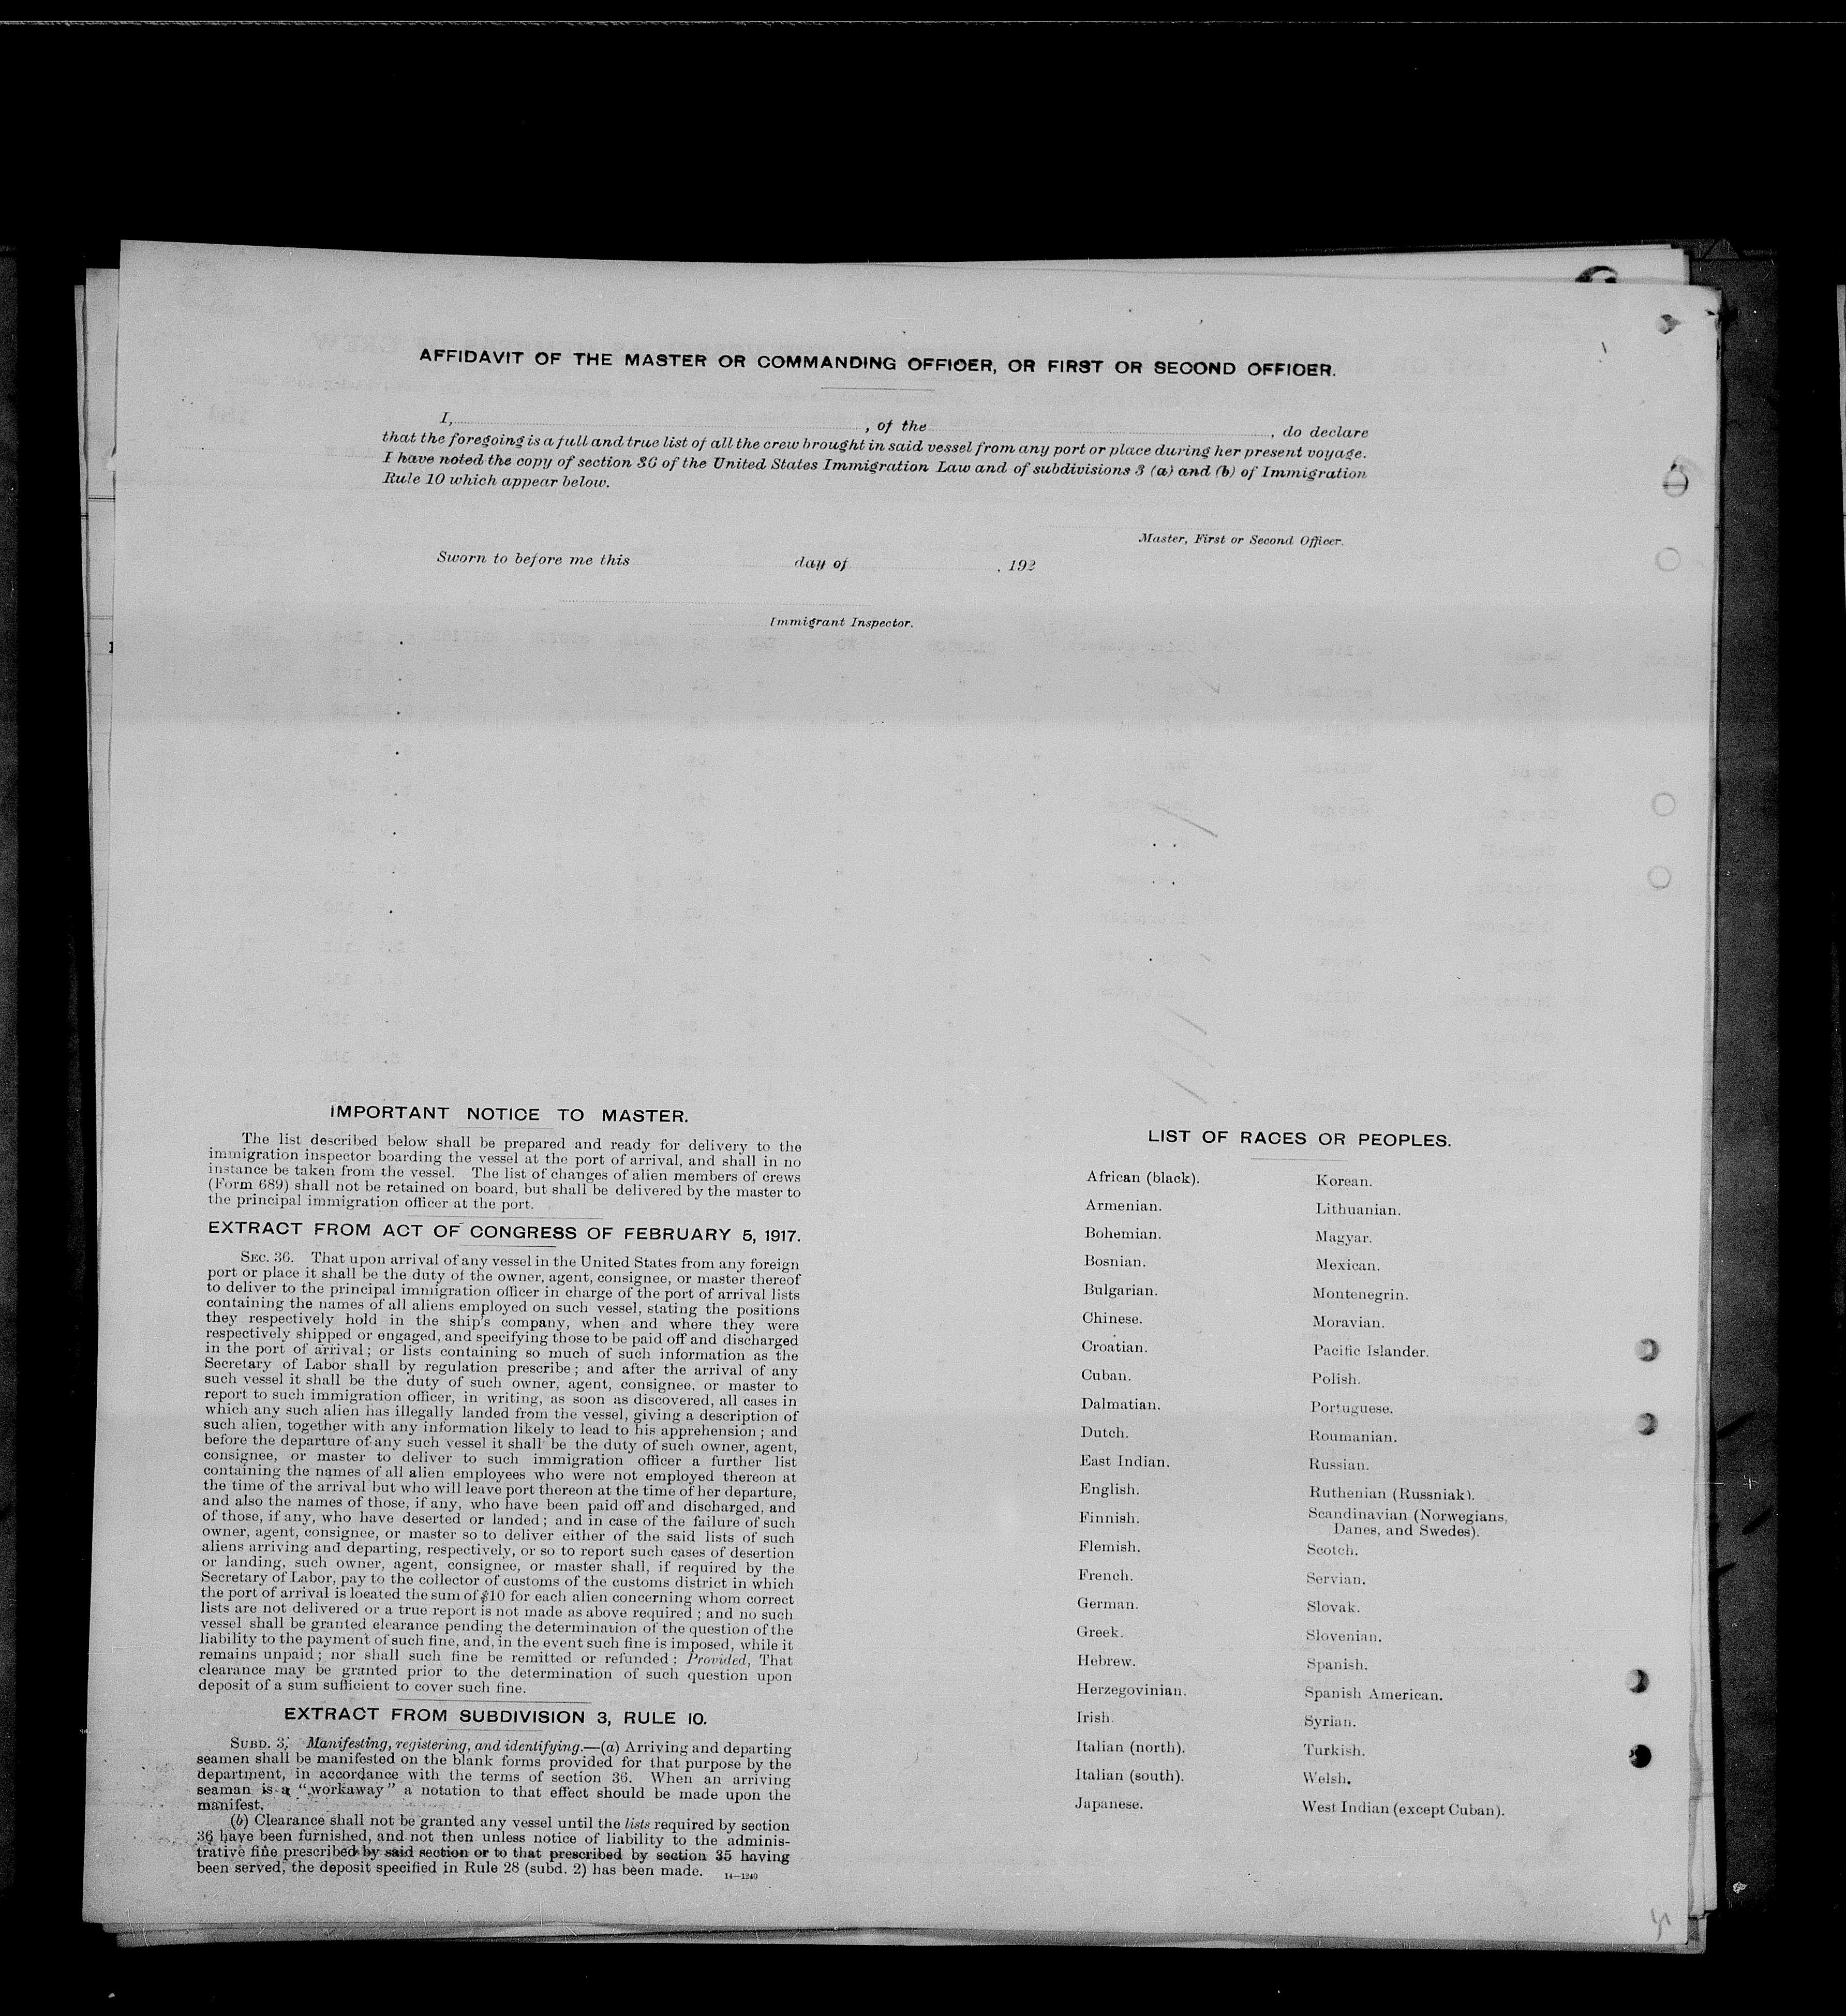 AFFIDAVIT OF THE MASTER OR COMMANDING OFFICER, OR FIRST OR SECOND OFFICER.
I, , of the , do declare
that the foregoing is a full and true list of all the crew brought in said vessel from any port or place during her present voyage.
I have noted the copy of section 36 of the United States Immigration Law and of subdivisions 3 (a) and (b) of Immigration
Rule 10 which appear below.
Master, First or Second Officer.
Sworn to before me this day of , 192
Immigrant Inspector.
IMPORTANT NOTICE TO MASTER.
The list described below shall be prepared and ready for delivery to the
immigration inspector boarding the vessel at the port of arrival, and shall in no
instance be taken from the vessel. The list of changes of alien members of crews
(Form 689) shall not be retained on board, but shall be delivered by the master to
the principal immigration officer at the port.
EXTRACT FROM ACT OF CONGRESS OF FEBRUARY 5, 1917.
SEC. 36. That upon arrival of any vessel in the United States from any foreign
port or place it shall be the duty of the owner, agent, consignee, or master thereof
to deliver to the principal immigration officer in charge of the port of arrival lists
containing the names of all aliens employed on such vessel, stating the positions
they respectively hold in the ship's company, when and where they were
respectively shipped or engaged, and specifying those to be paid off and discharged
in the port of arrival; or lists containing so much of such information as the
Secretary of Labor shall by regulation prescribe; and after the arrival of any
such vessel it shall be the duty of such owner, agent, consignee, or master to
report to such immigration officer, in writing, as soon as discovered, all cases in
which any such alien has illegally landed from the vessel, giving a description of
such alien, together with any information likely to lead to his apprehension; and
before the departure of any such vessel it shall be the duty of such owner, agent,
consignee, or master to deliver to such immigration officer a further list
containing the names of all alien employees who were not employed thereon at
the time of the arrival but who will leave port thereon at the time of her departure,
and also the names of those, if any, who have been paid off and discharged, and
of those, if any, who have deserted or landed; and in case of the failure of such
owner, agent, consignee, or master so to deliver either of the said lists of such
aliens arriving and departing, respectively, or so to report such cases of desertion
or landing, such owner, agent, consignee, or master shall, if required by the
Secretary of Labor, pay to the collector of customs of the customs district in which
the port of arrival is located the sum of $10 for each alien concerning whom correct
lists are not delivered or a true report is not made as above required; and no such
vessel shall be granted clearance pending the determination of the question of the
liability to the payment of such fine, and, in the event such fine is imposed, while it
remains unpaid; nor shall such fine be remitted or refunded: Provided, That
clearance may be granted prior to the determination of such question upon
deposit of a sum sufficient to cover such fine.
EXTRACT FROM SUBDIVISION 3, RULE 10.
SUBD. 3. Manifesting, registering, and identifying.—(a) Arriving and departing
seamen shall be manifested on the blank forms provided for that purpose by the
department, in accordance with the terms of section 36. When an arriving
seaman is a "workaway" a notation to that effect should be made upon the
manifest.
(b) Clearance shall not be granted any vessel until the lists required by section
36 have been furnished, and not then unless notice of liability to the adminis-
trative fine prescribed by said section or to that prescribed by section 35 having
been served, the deposit specified in Rule 28 (subd. 2) has been made. 14—1240
LIST OF RACES OR PEOPLES.
African (black).
Armenian.
Bohemian.
Bosnian.
Bulgarian.
Chinese.
Croatian.
Cuban.
Dalmatian.
Dutch.
East Indian.
English.
Finnish.
Flemish.
French.
German.
Greek.
Hebrew.
Herzegovinian.
Irish.
Italian (north).
Italian (south).
Japanese.
Korean.
Lithuanian.
Magyar.
Mexican.
Montenegrin.
Moravian.
Pacific Islander.
Polish.
Portuguese.
Roumanian.
Russian.
Ruthenian (Russniak).
Scandinavian (Norwegians,
Danes, and Swedes).
Scotch.
Servian.
Slovak.
Slovenian.
Spanish.
Spanish American.
Syrian.
Turkish.
Welsh.
West Indian (except Cuban).